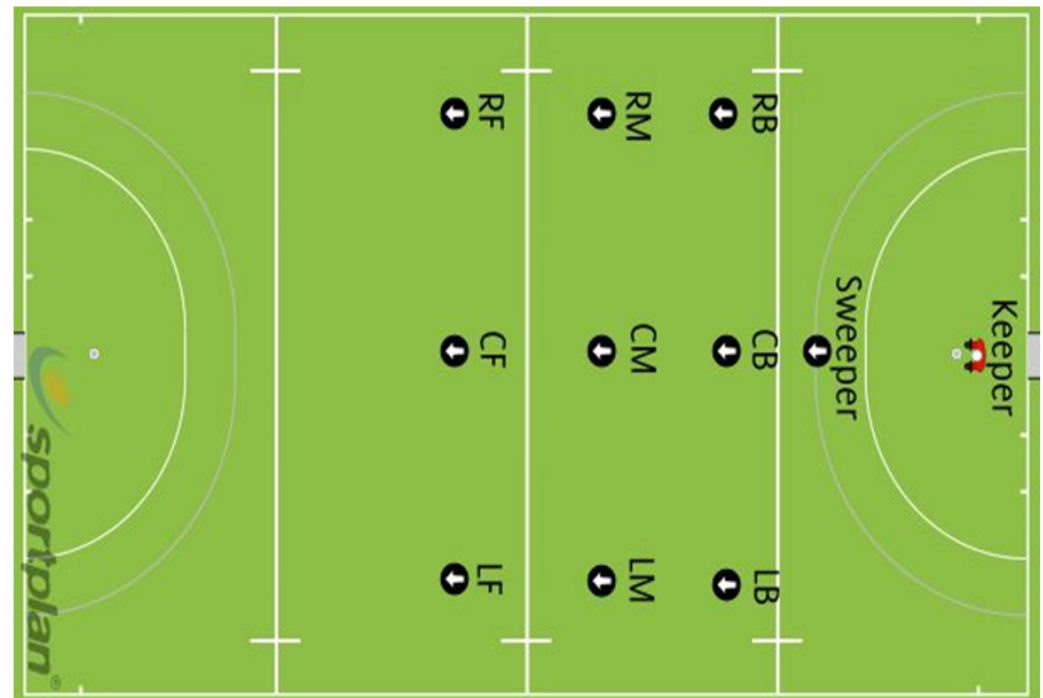 RF
RM
RB
CF
CM
CB
Sweeper
Keeper
LF
LM
LB
sportplan®